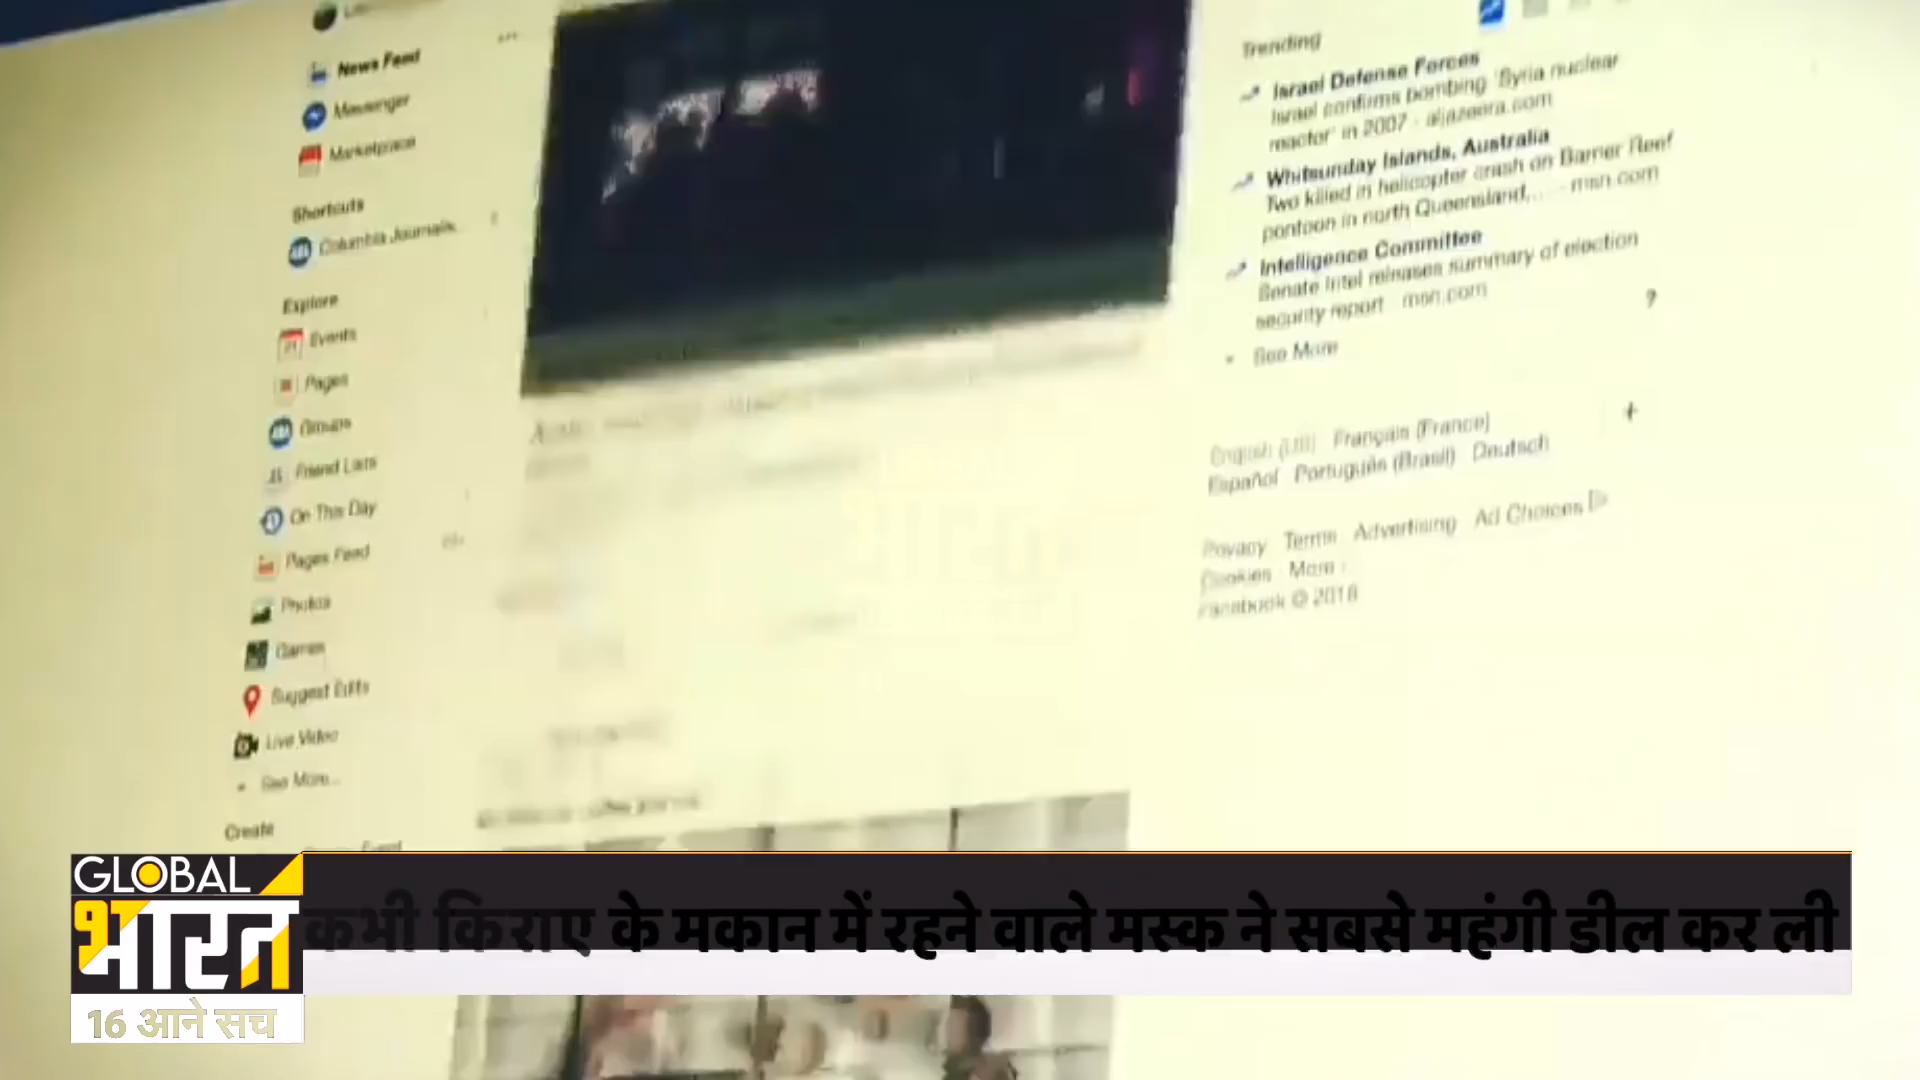 News Feed
Messenger
Marketplace
Shortcuts
Columbia Journalis...
Explore
Events
Pages
Groups
Friend Lists
On This Day
Pages Feed
Photos
Games
Suggest Edits
Live Video
See More...
Create
Trending
Israel Defense Forces
Israel confirms bombing 'Syria nuclear
reactor' in 2007 - aljazeera.com
Whitsunday Islands, Australia
Two killed in helicopter crash on Barrier Reef
pontoon in north Queensland,... - msn.com
Intelligence Committee
Senate Intel releases summary of election
security report msn.com
See More
English (US) Français (France)
Español Português (Brasil) Deutsch
Privacy Terms Advertising Ad Choices
Cookies More
Facebook © 2018
GLOBAL
भारत
16 आने सच
कभी किराए के मकान में रहने वाले मस्क ने सबसे महंगी डील कर ली